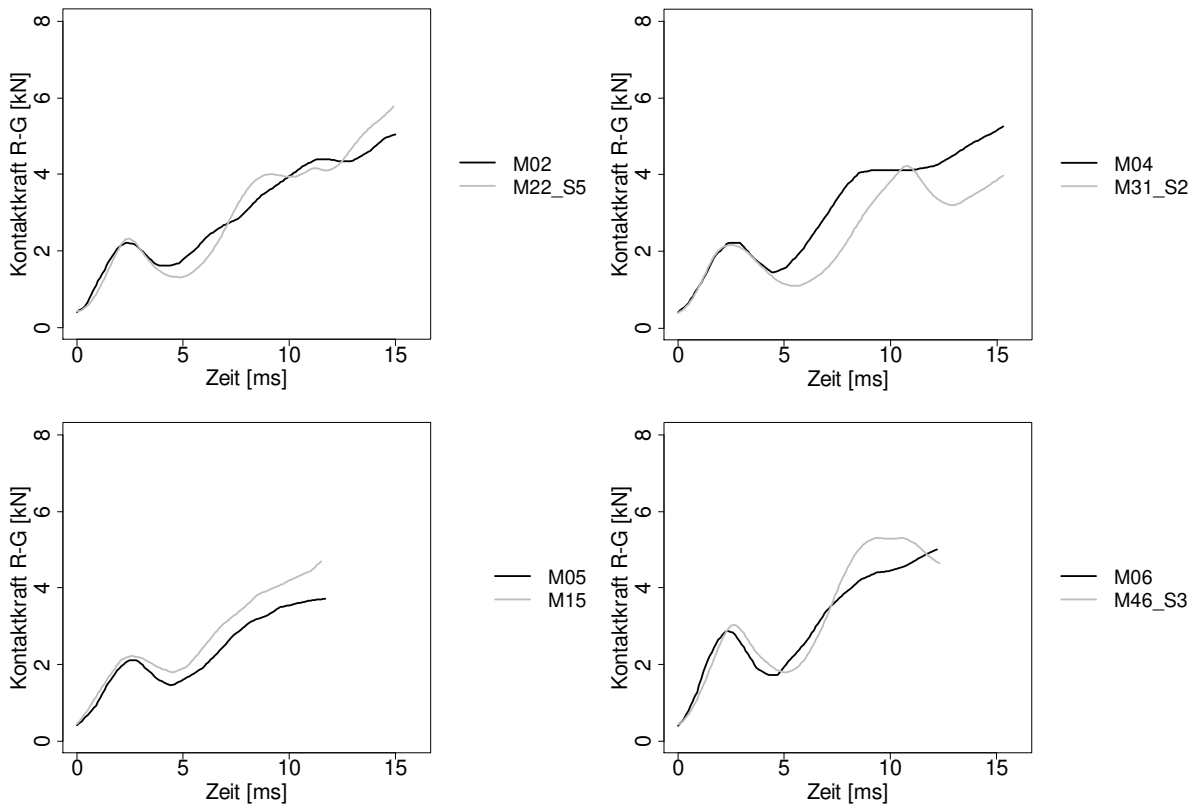 Kontaktkraft R-G [kN]
8
6
4
2
0
0 5 10 15
Zeit [ms]
M02
M22_S5
Kontaktkraft R-G [kN]
8
6
4
2
0
0 5 10 15
Zeit [ms]
M04
M31_S2
Kontaktkraft R-G [kN]
8
6
4
2
0
0 5 10 15
Zeit [ms]
M05
M15
Kontaktkraft R-G [kN]
8
6
4
2
0
0 5 10 15
Zeit [ms]
M06
M46_S3